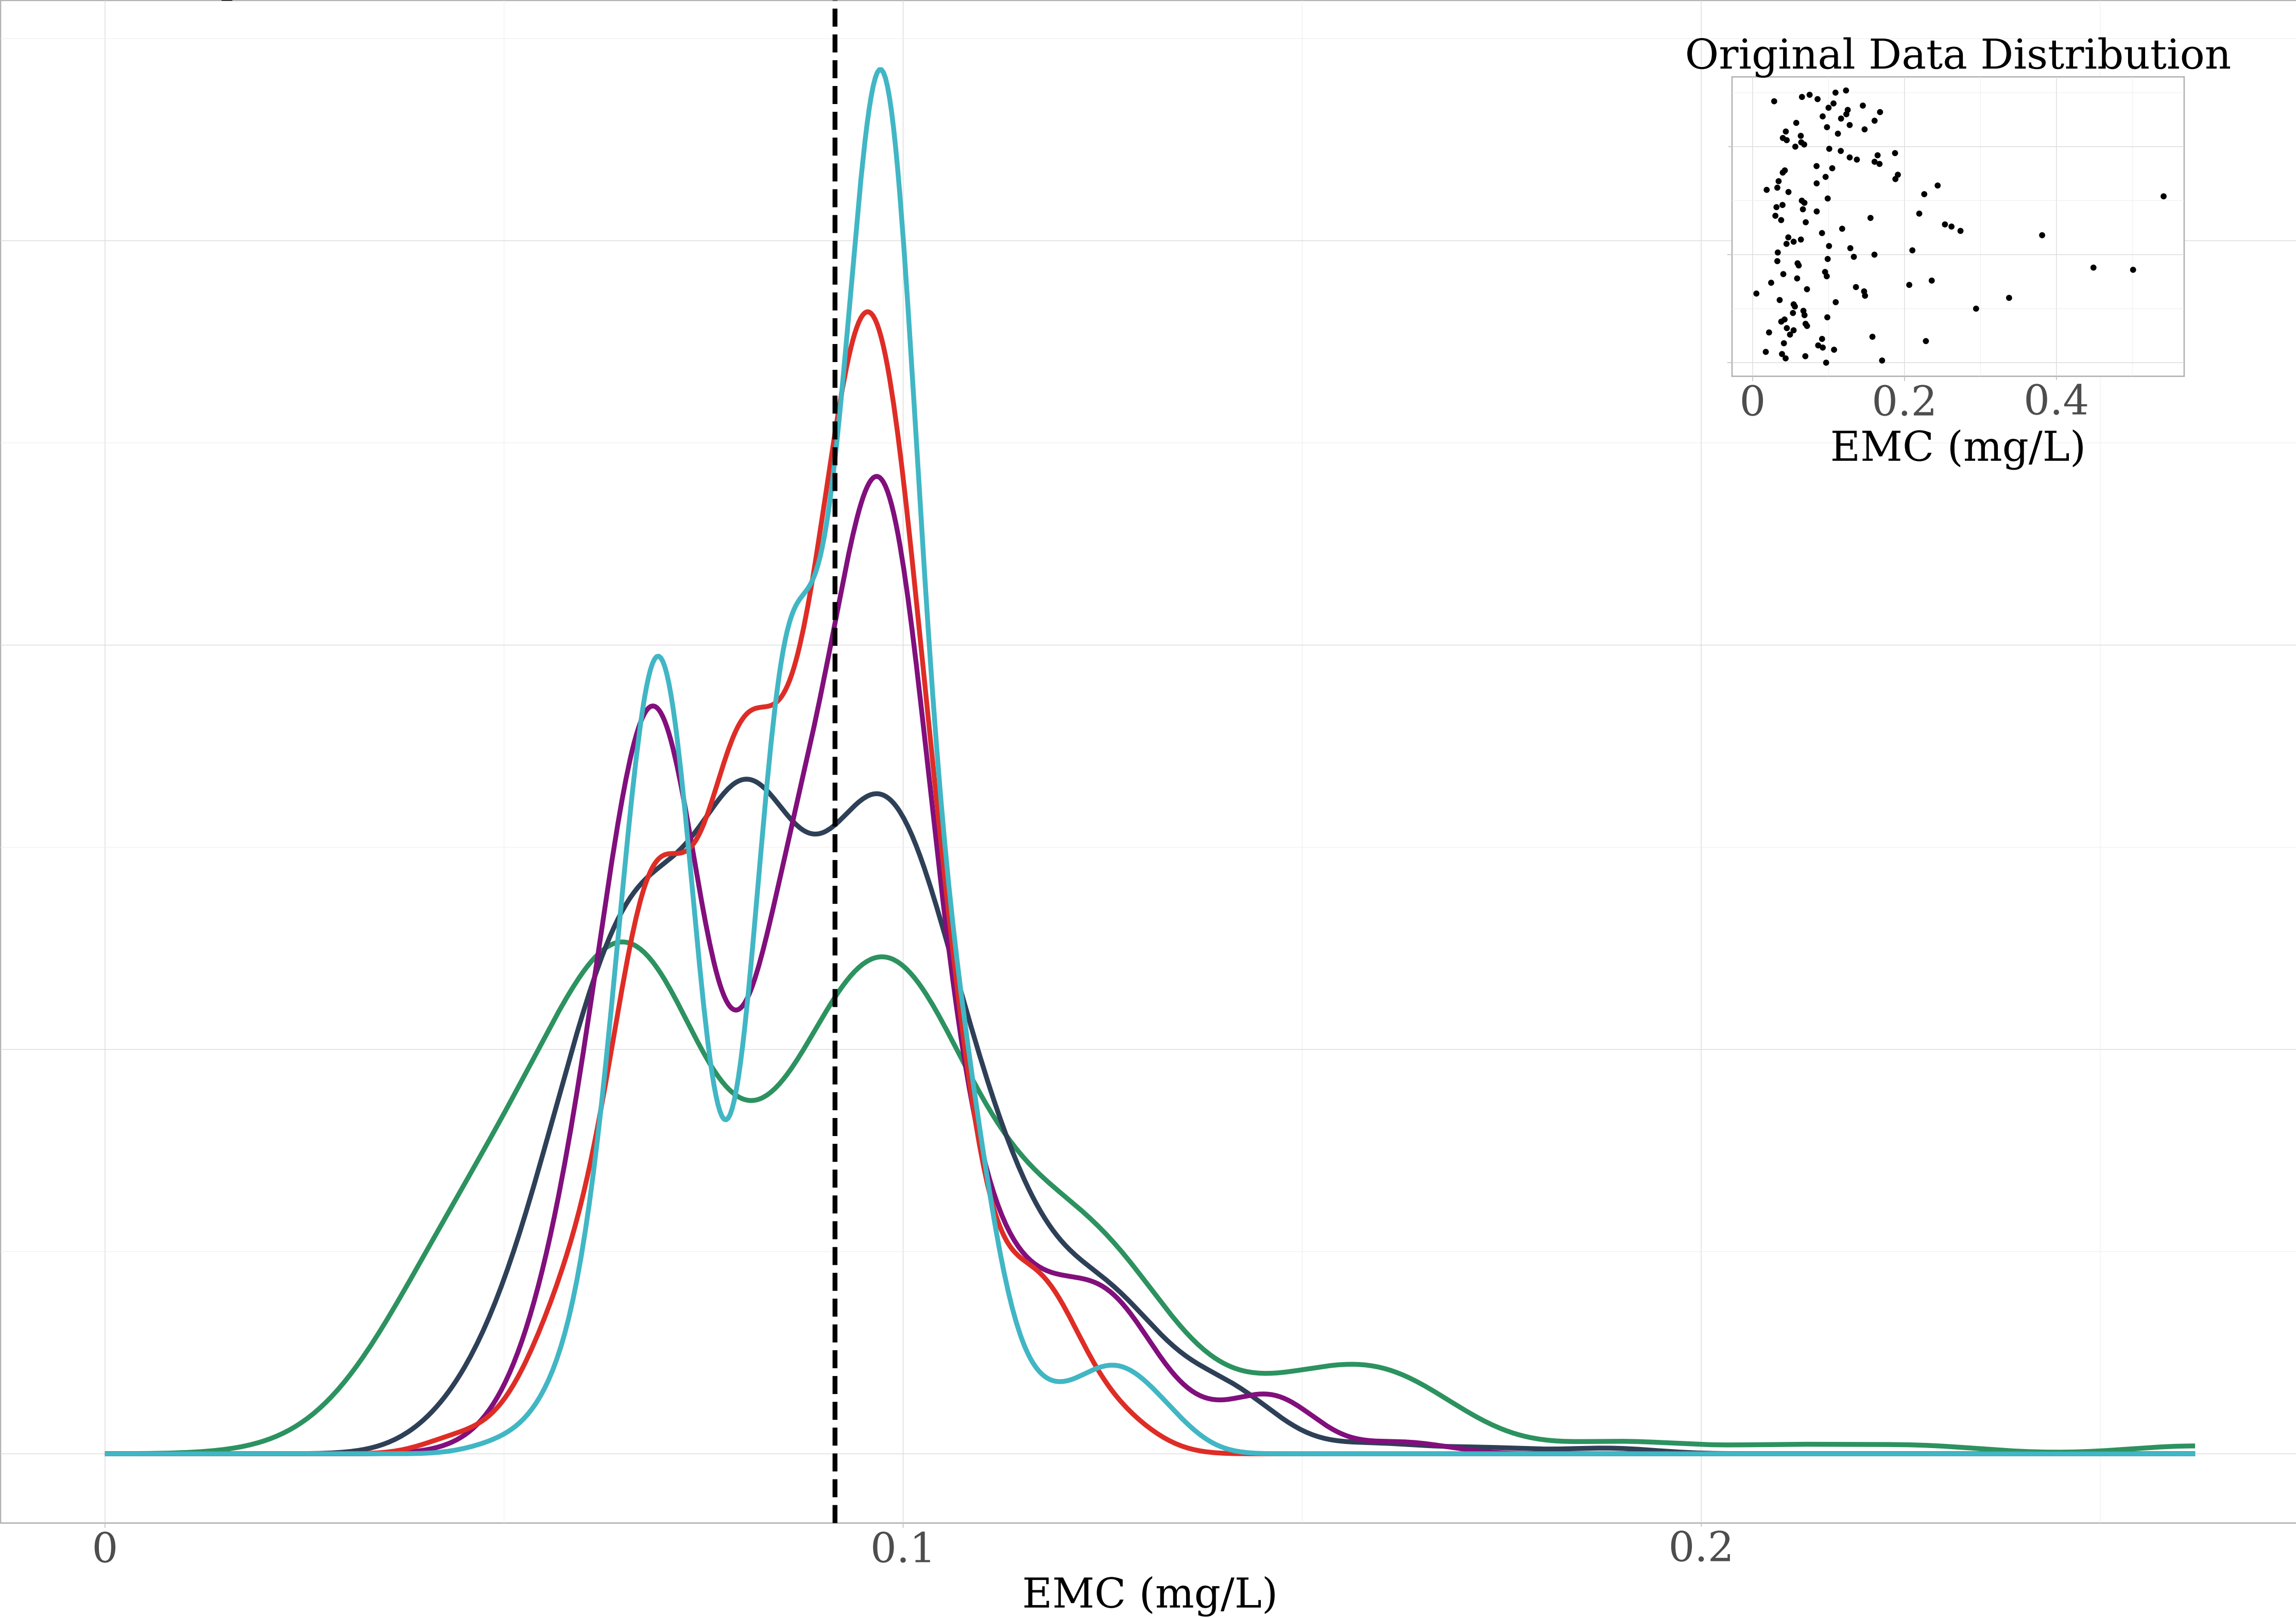 Original Data Distribution
0 0.2 0.4
EMC (mg/L)
0 0.1 0.2
EMC (mg/L)